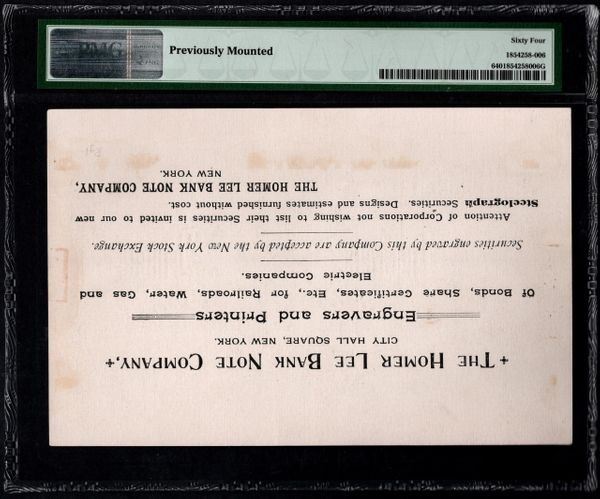 PMG
Previously Mounted
Sixty Four
1854258-006
6401854258006G
+ THE HOMER LEE BANK NOTE COMPANY, +
CITY HALL SQUARE, NEW YORK.
Engravers and Printers
Of Bonds, Share Certificates, Etc., for Railroads, Water, Gas and
Electric Companies.
Securities engraved by this Company are accepted by the New York Stock Exchange.
Attention of Corporations not wishing to list their Securities is invited to our new
Steelograph Securities. Designs and estimates furnished without cost.
THE HOMER LEE BANK NOTE COMPANY,
NEW YORK.